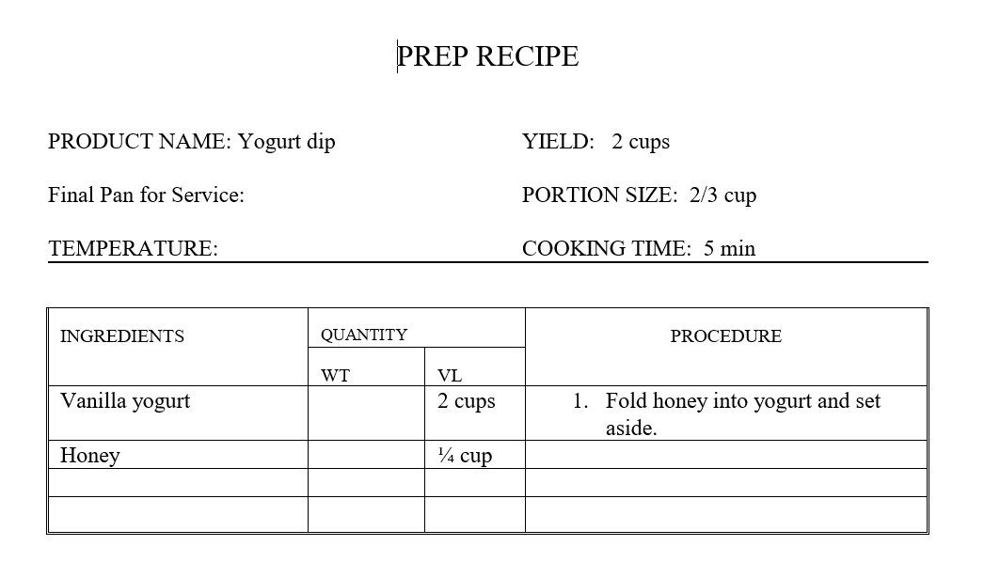 PREP RECIPE
PRODUCT NAME: Yogurt dip YIELD: 2 cups
Final Pan for Service: PORTION SIZE: 2/3 cup
TEMPERATURE: COOKING TIME: 5 min
INGREDIENTS QUANTITY PROCEDURE
WT VL
Vanilla yogurt 2 cups 1. Fold honey into yogurt and set
aside.
Honey ¼ cup